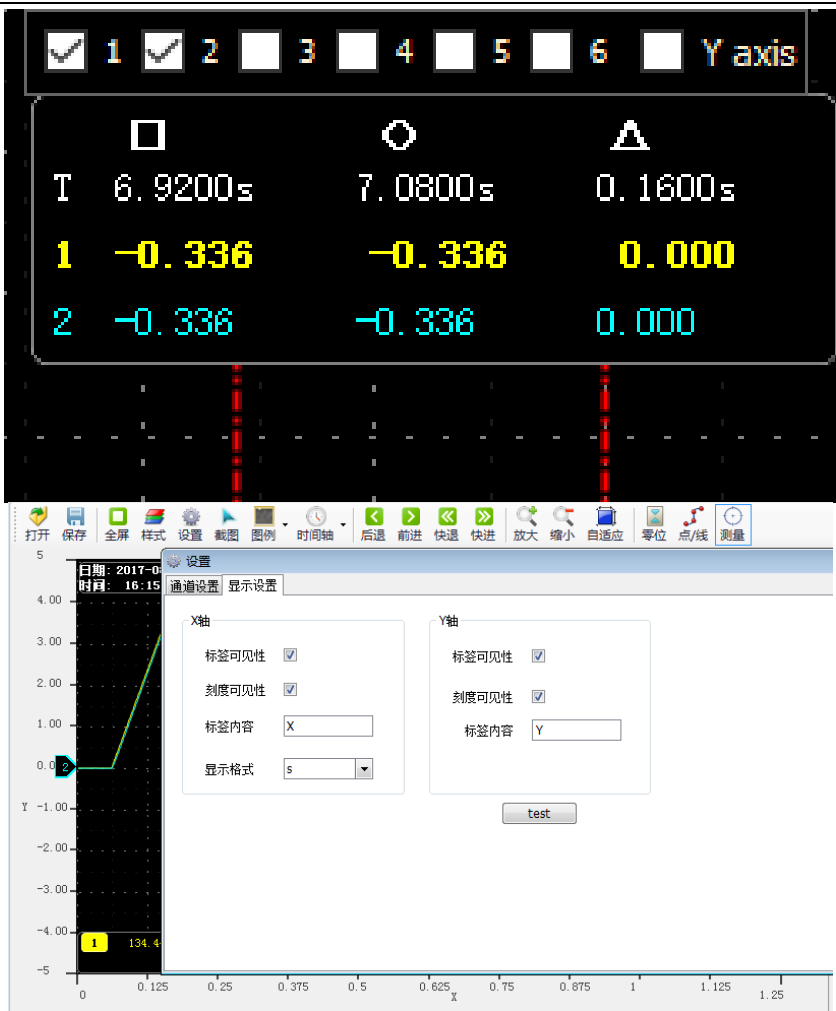 1 2 3 4 5 6 Y axis
T 6.9200s 7.0800s 0.1600s
1 -0.336 -0.336 0.000
2 -0.336 -0.336 0.000
打开 保存 全屏 样式 设置 截图 图例 时间轴 后退 前进 快退 快进 放大 缩小 自适应 零位 点/线 测量
设置
通道设置 显示设置
日期: 2017-0
时间: 16:15
X轴
标签可见性
刻度可见性
标签内容 X
显示格式 s
Y轴
标签可见性
刻度可见性
标签内容 Y
test
5
4.00
3.00
2.00
1.00
0.0
2
Y
-1.00
-2.00
-3.00
-4.00
-5
1 134.4
0 0.125 0.25 0.375 0.5 0.625 0.75 0.875 1 1.125 1.25
X